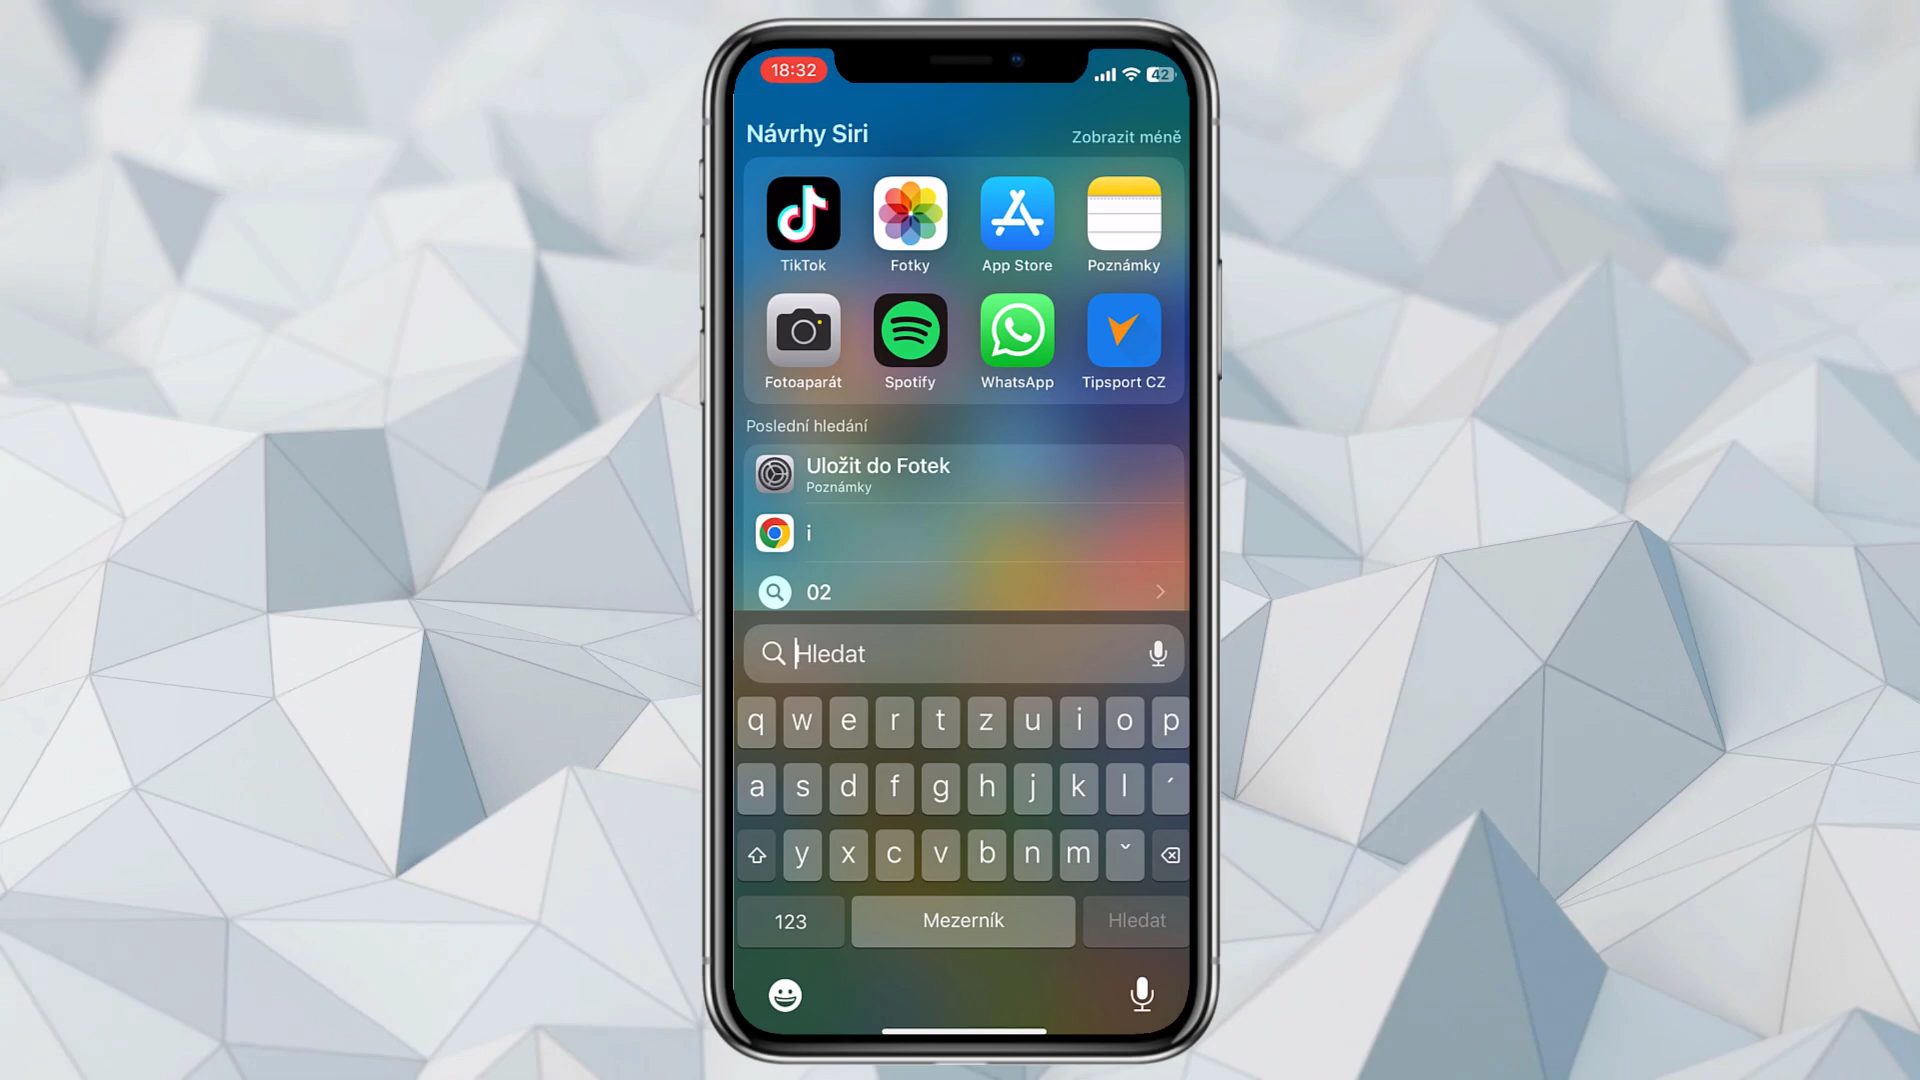 18:32
42
Návrhy Siri
Zobrazit méně
TikTok
Fotky
App Store
Poznámky
Fotoaparát
Spotify
WhatsApp
Tipsport CZ
Poslední hledání
Uložit do Fotek
Poznámky
i
02
Hledat
q w e r t z u i o p
a s d f g h j k l ´
y x c v b n m ˇ
123
Mezerník
Hledat